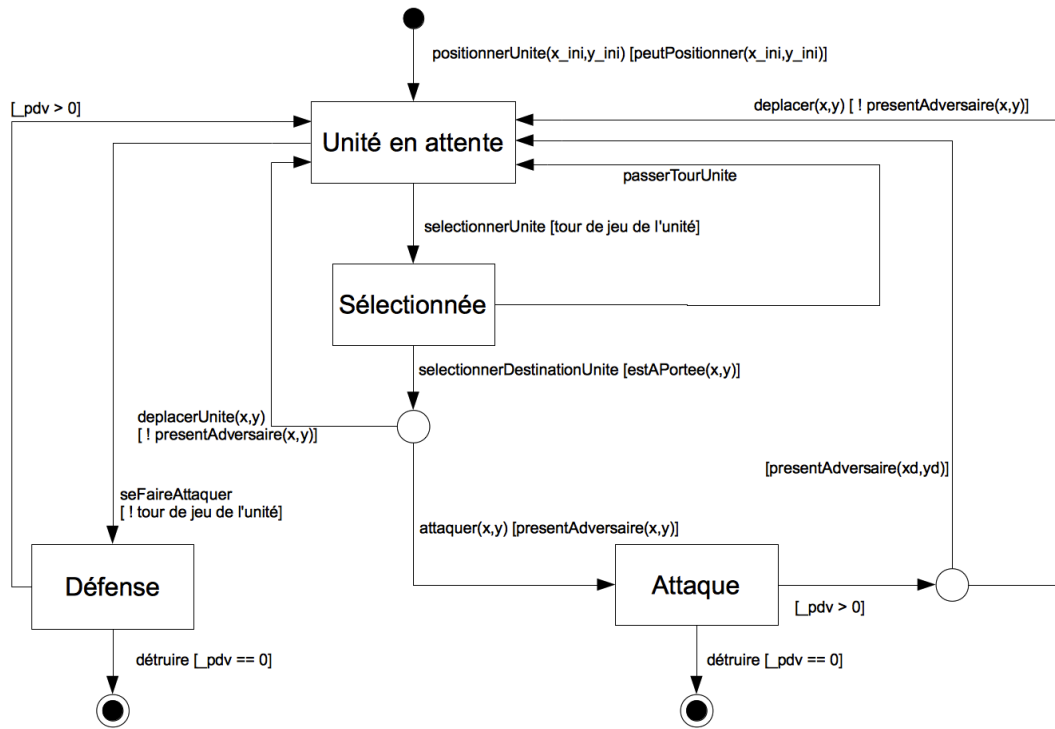 positionnerUnite(x_ini,y_ini) [peutPositionner(x_ini,y_ini)]
[_pdv > 0]
deplacer(x,y) [ ! presentAdversaire(x,y)]
Unité en attente
passerTourUnite
selectionnerUnite [tour de jeu de l'unité]
Sélectionnée
selectionnerDestinationUnite [estAPortee(x,y)]
deplacerUnite(x,y)
[ ! presentAdversaire(x,y)]
[presentAdversaire(xd,yd)]
seFaireAttaquer
[ ! tour de jeu de l'unité]
attaquer(x,y) [presentAdversaire(x,y)]
Défense
Attaque
[_pdv > 0]
détruire [_pdv == 0]
détruire [_pdv == 0]